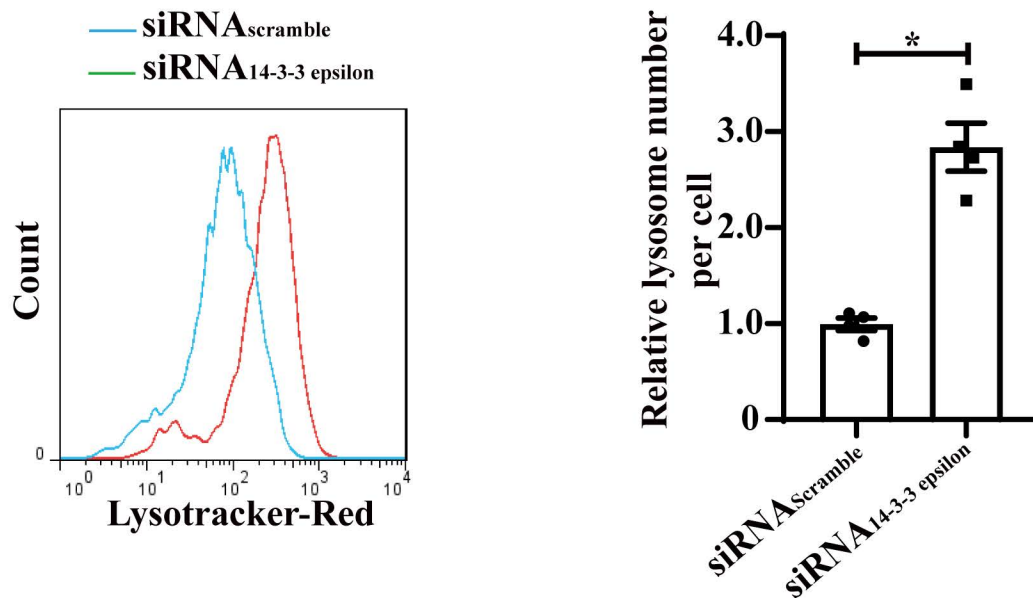 siRNAscramble
siRNA14-3-3 epsilon
Count
0
10^0 10^1 10^2 10^3 10^4
Lysotracker-Red
Relative lysosome number
per cell
4.0
3.0
2.0
1.0
0
*
siRNAScramble
siRNA14-3-3 epsilon